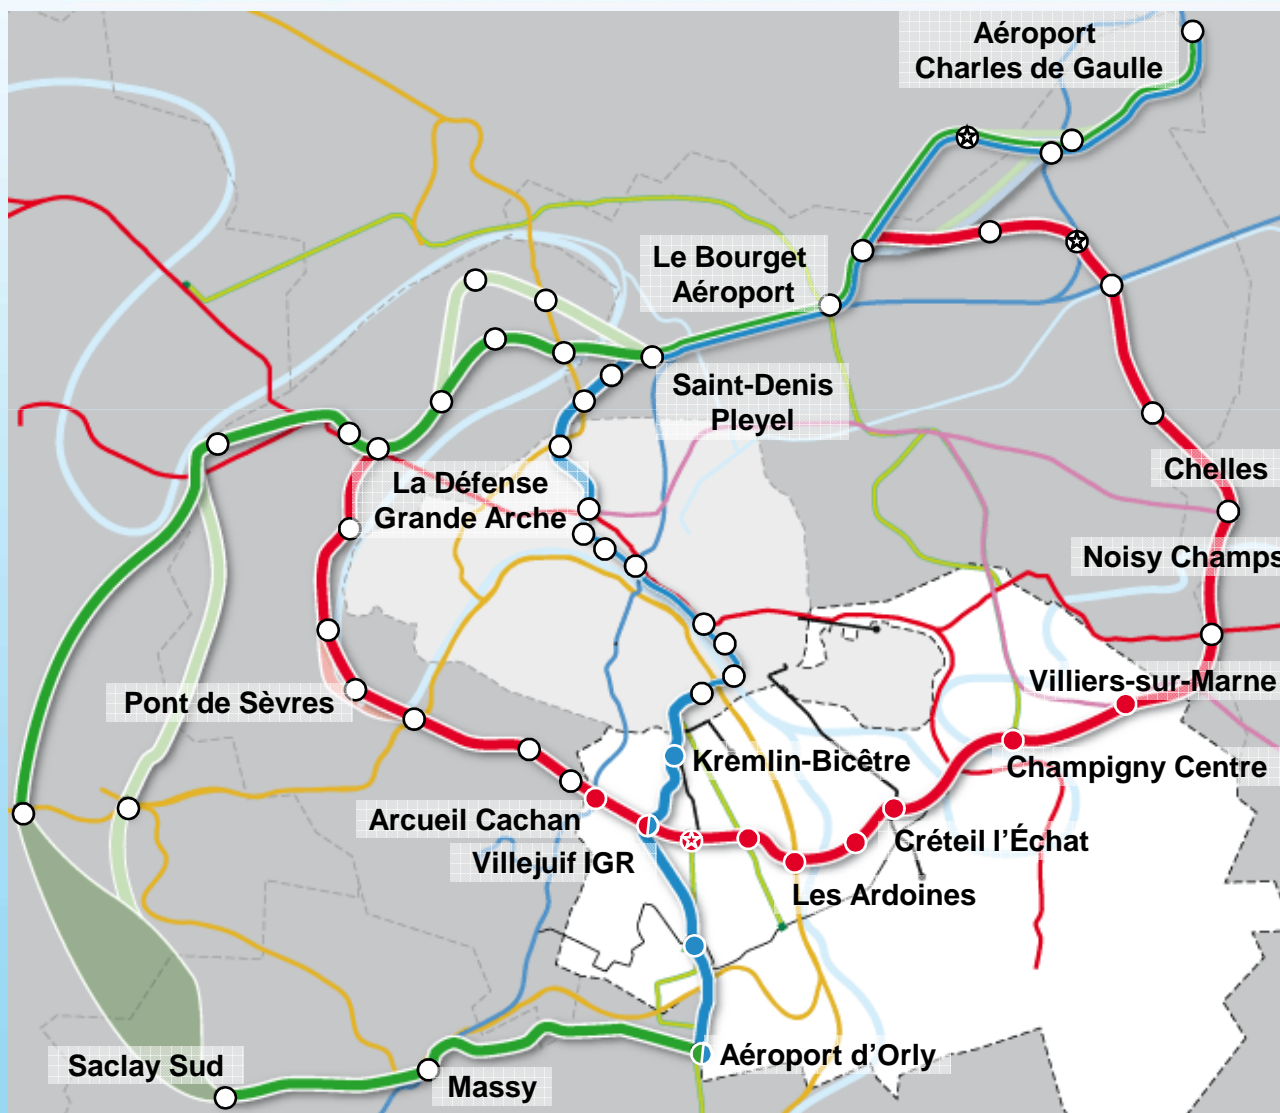 Aéroport
Charles de Gaulle
Le Bourget
Aéroport
Saint-Denis
Pleyel
La Défense
Grande Arche
Chelles
Noisy Champs
Villiers-sur-Marne
Pont de Sèvres
Kremlin-Bicêtre
Champigny Centre
Arcueil Cachan
Créteil l’Échat
Villejuif IGR
Les Ardoines
Aéroport d’Orly
Saclay Sud
Massy